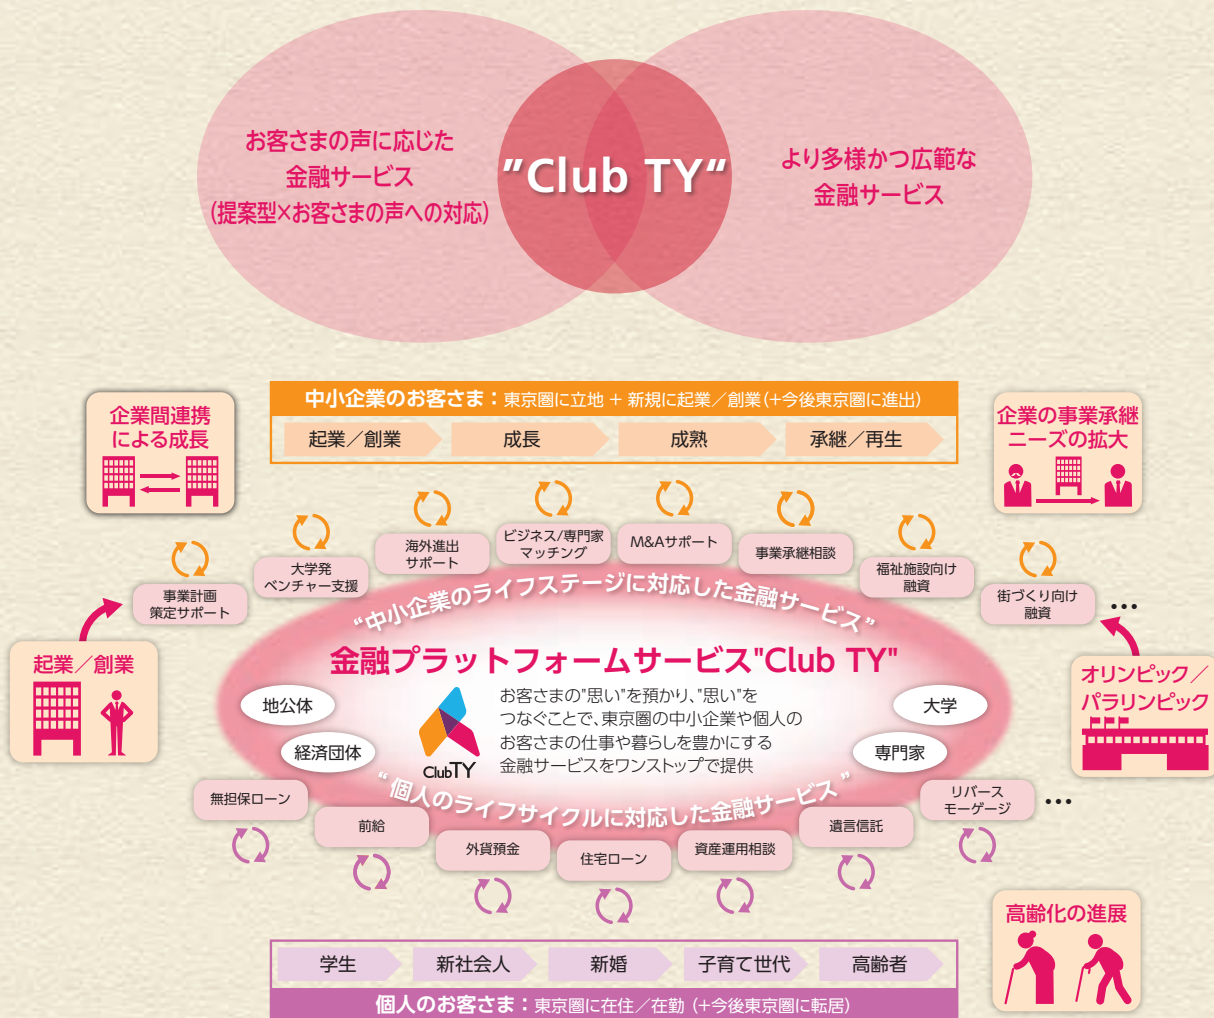 お客さまの声に応じた
金融サービス
(提案型×お客さまの声への対応)
"Club TY"
より多様かつ広範な
金融サービス
中小企業のお客さま：東京圏に立地 + 新規に起業／創業(+今後東京圏に進出)
起業／創業
成長
成熟
承継／再生
企業間連携
による成長
企業の事業承継
ニーズの拡大
事業計画
策定サポート
大学発
ベンチャー支援
海外進出
サポート
ビジネス/専門家
マッチング
M&Aサポート
事業承継相談
福祉施設向け
融資
街づくり向け
融資
…
起業／創業
オリンピック／
パラリンピック
"中小企業のライフステージに対応した金融サービス"
金融プラットフォームサービス"Club TY"
地公体
経済団体
ClubTY
お客さまの"思い"を預かり、"思い"を
つなぐことで、東京圏の中小企業や個人の
お客さまの仕事や暮らしを豊かにする
金融サービスをワンストップで提供
大学
専門家
"個人のライフサイクルに対応した金融サービス"
無担保ローン
前給
外貨預金
住宅ローン
資産運用相談
遺言信託
リバース
モーゲージ
…
高齢化の進展
学生
新社会人
新婚
子育て世代
高齢者
個人のお客さま：東京圏に在住／在勤 (+今後東京圏に転居)